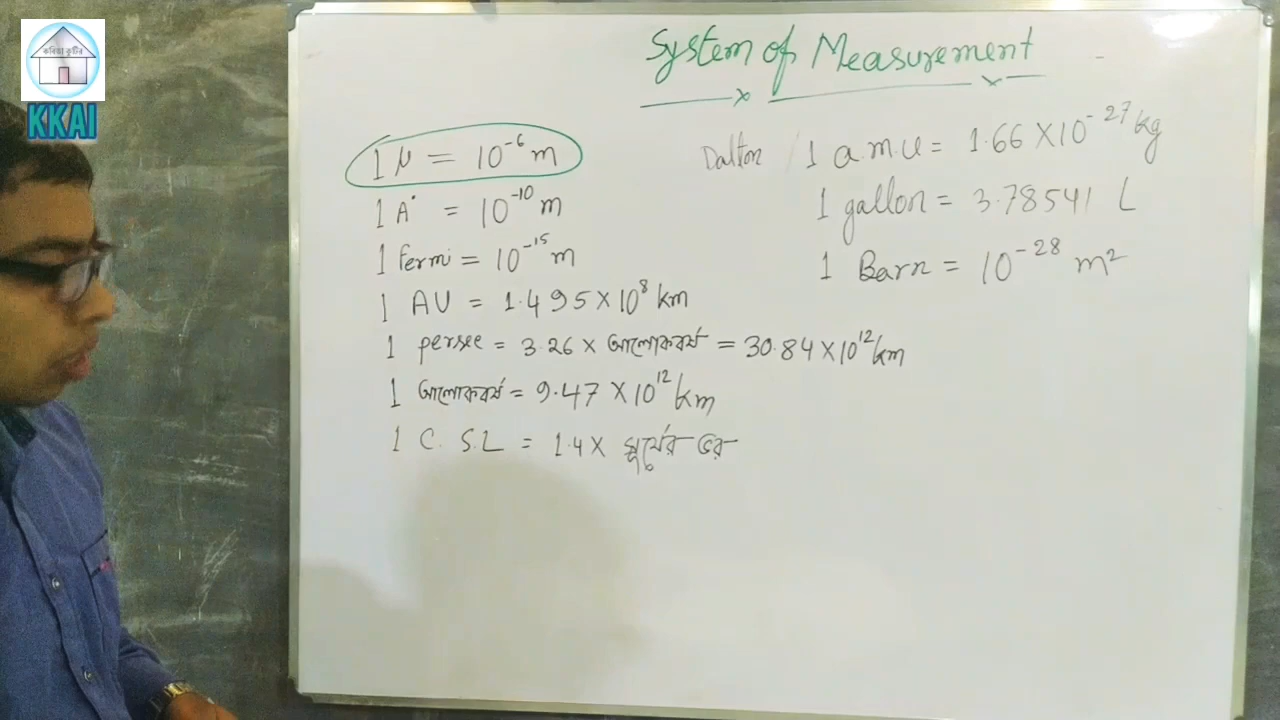 কবিতা কুটির
KKAI
System of Measurement
1 μ = 10⁻⁶ m
1 A° = 10⁻¹⁰ m
1 Fermi = 10⁻¹⁵ m
1 AU = 1.495 × 10⁸ km
1 persec = 3.26 × আলোকবর্ষ = 30.84 × 10¹² km
1 আলোকবর্ষ = 9.47 × 10¹² km
1 C. S.L = 1.4 × সূর্যের ভর
Dalton / 1 a.m.u = 1.66 × 10⁻²⁷ kg
1 gallon = 3.78541 L
1 Barn = 10⁻²⁸ m²